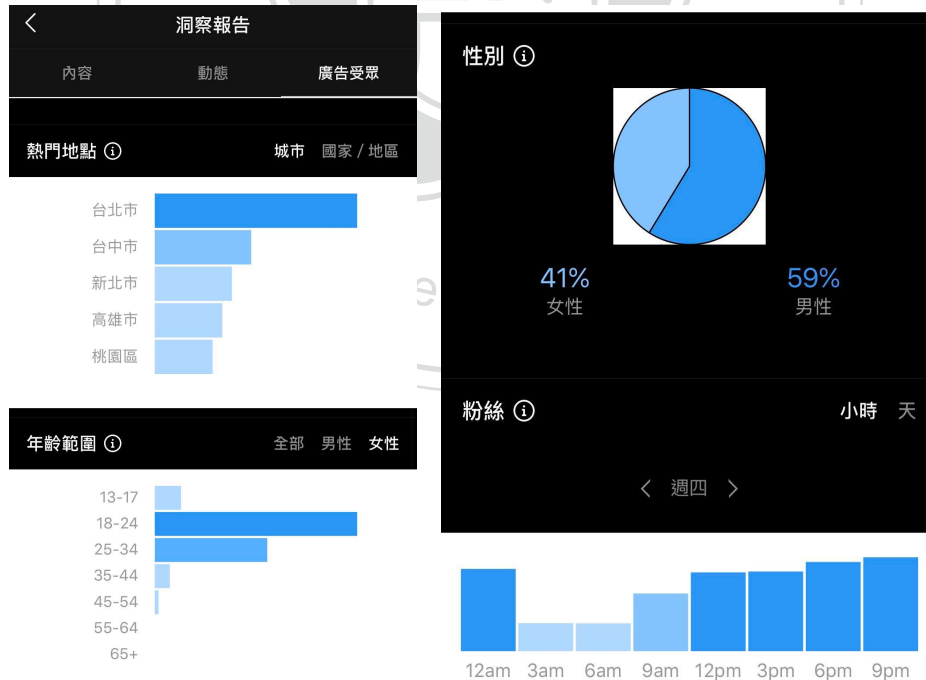 洞察報告
內容 動態 廣告受眾
熱門地點 城市 國家 / 地區
台北市
台中市
新北市
高雄市
桃園區
年齡範圍 全部 男性 女性
13-17
18-24
25-34
35-44
45-54
55-64
65+
性別
41% 59%
女性 男性
粉絲 小時 天
週四
12am 3am 6am 9am 12pm 3pm 6pm 9pm